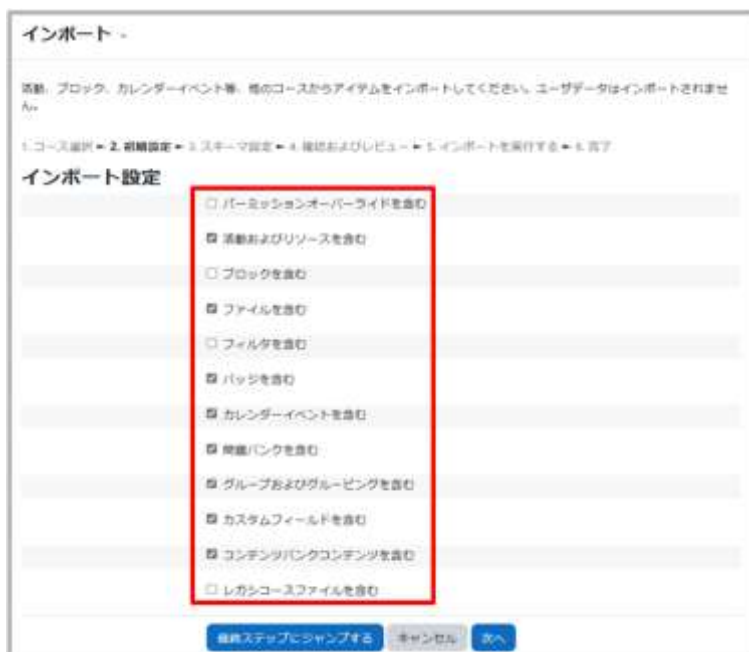 インポート
活動、ブロック、カレンダーイベント等、他のコースからアイテムをインポートしてください。ユーザデータはインポートされませ
ん。
1. コース選択 ► 2. 初期設定 ► 3. スキーマ設定 ► 4. 確認およびレビュー ► 5. インポートを実行する ► 6. 完了
インポート設定
パーミッションオーバーライドを含む
活動およびリソースを含む
ブロックを含む
ファイルを含む
フィルタを含む
バッジを含む
カレンダーイベントを含む
問題バンクを含む
グループおよびグルーピングを含む
カスタムフィールドを含む
コンテンツバンクコンテンツを含む
レガシコースファイルを含む
最終ステップにジャンプする キャンセル 次へ